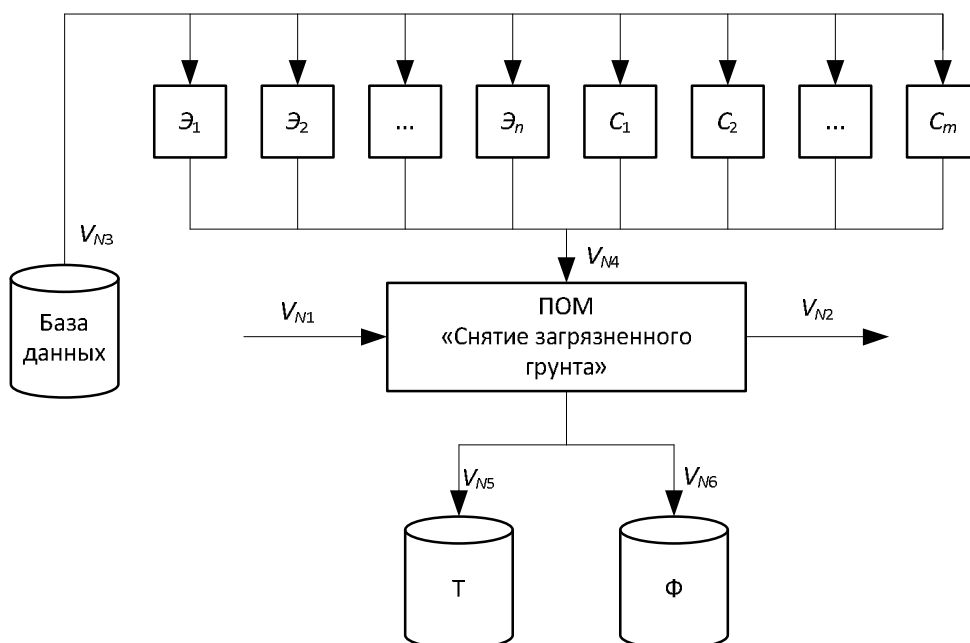 Э1
Э2
...
Эn
C1
C2
...
Cm
VN3
VN4
База
данных
VN1
ПОМ
«Снятие загрязненного
грунта»
VN2
VN5
VN6
Т
Ф